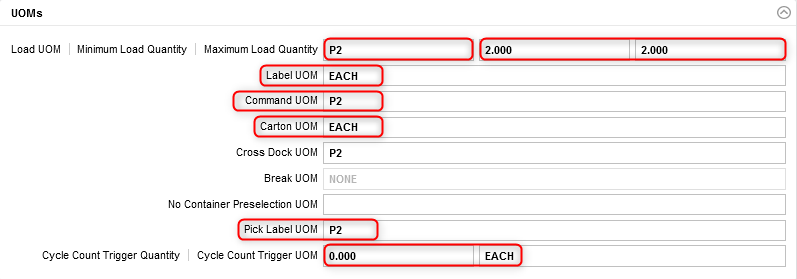 UOMs
Load UOM | Minimum Load Quantity | Maximum Load Quantity P2 2.000 2.000
Label UOM EACH
Command UOM P2
Carton UOM EACH
Cross Dock UOM P2
Break UOM NONE
No Container Preselection UOM
Pick Label UOM P2
Cycle Count Trigger Quantity | Cycle Count Trigger UOM 0.000 EACH